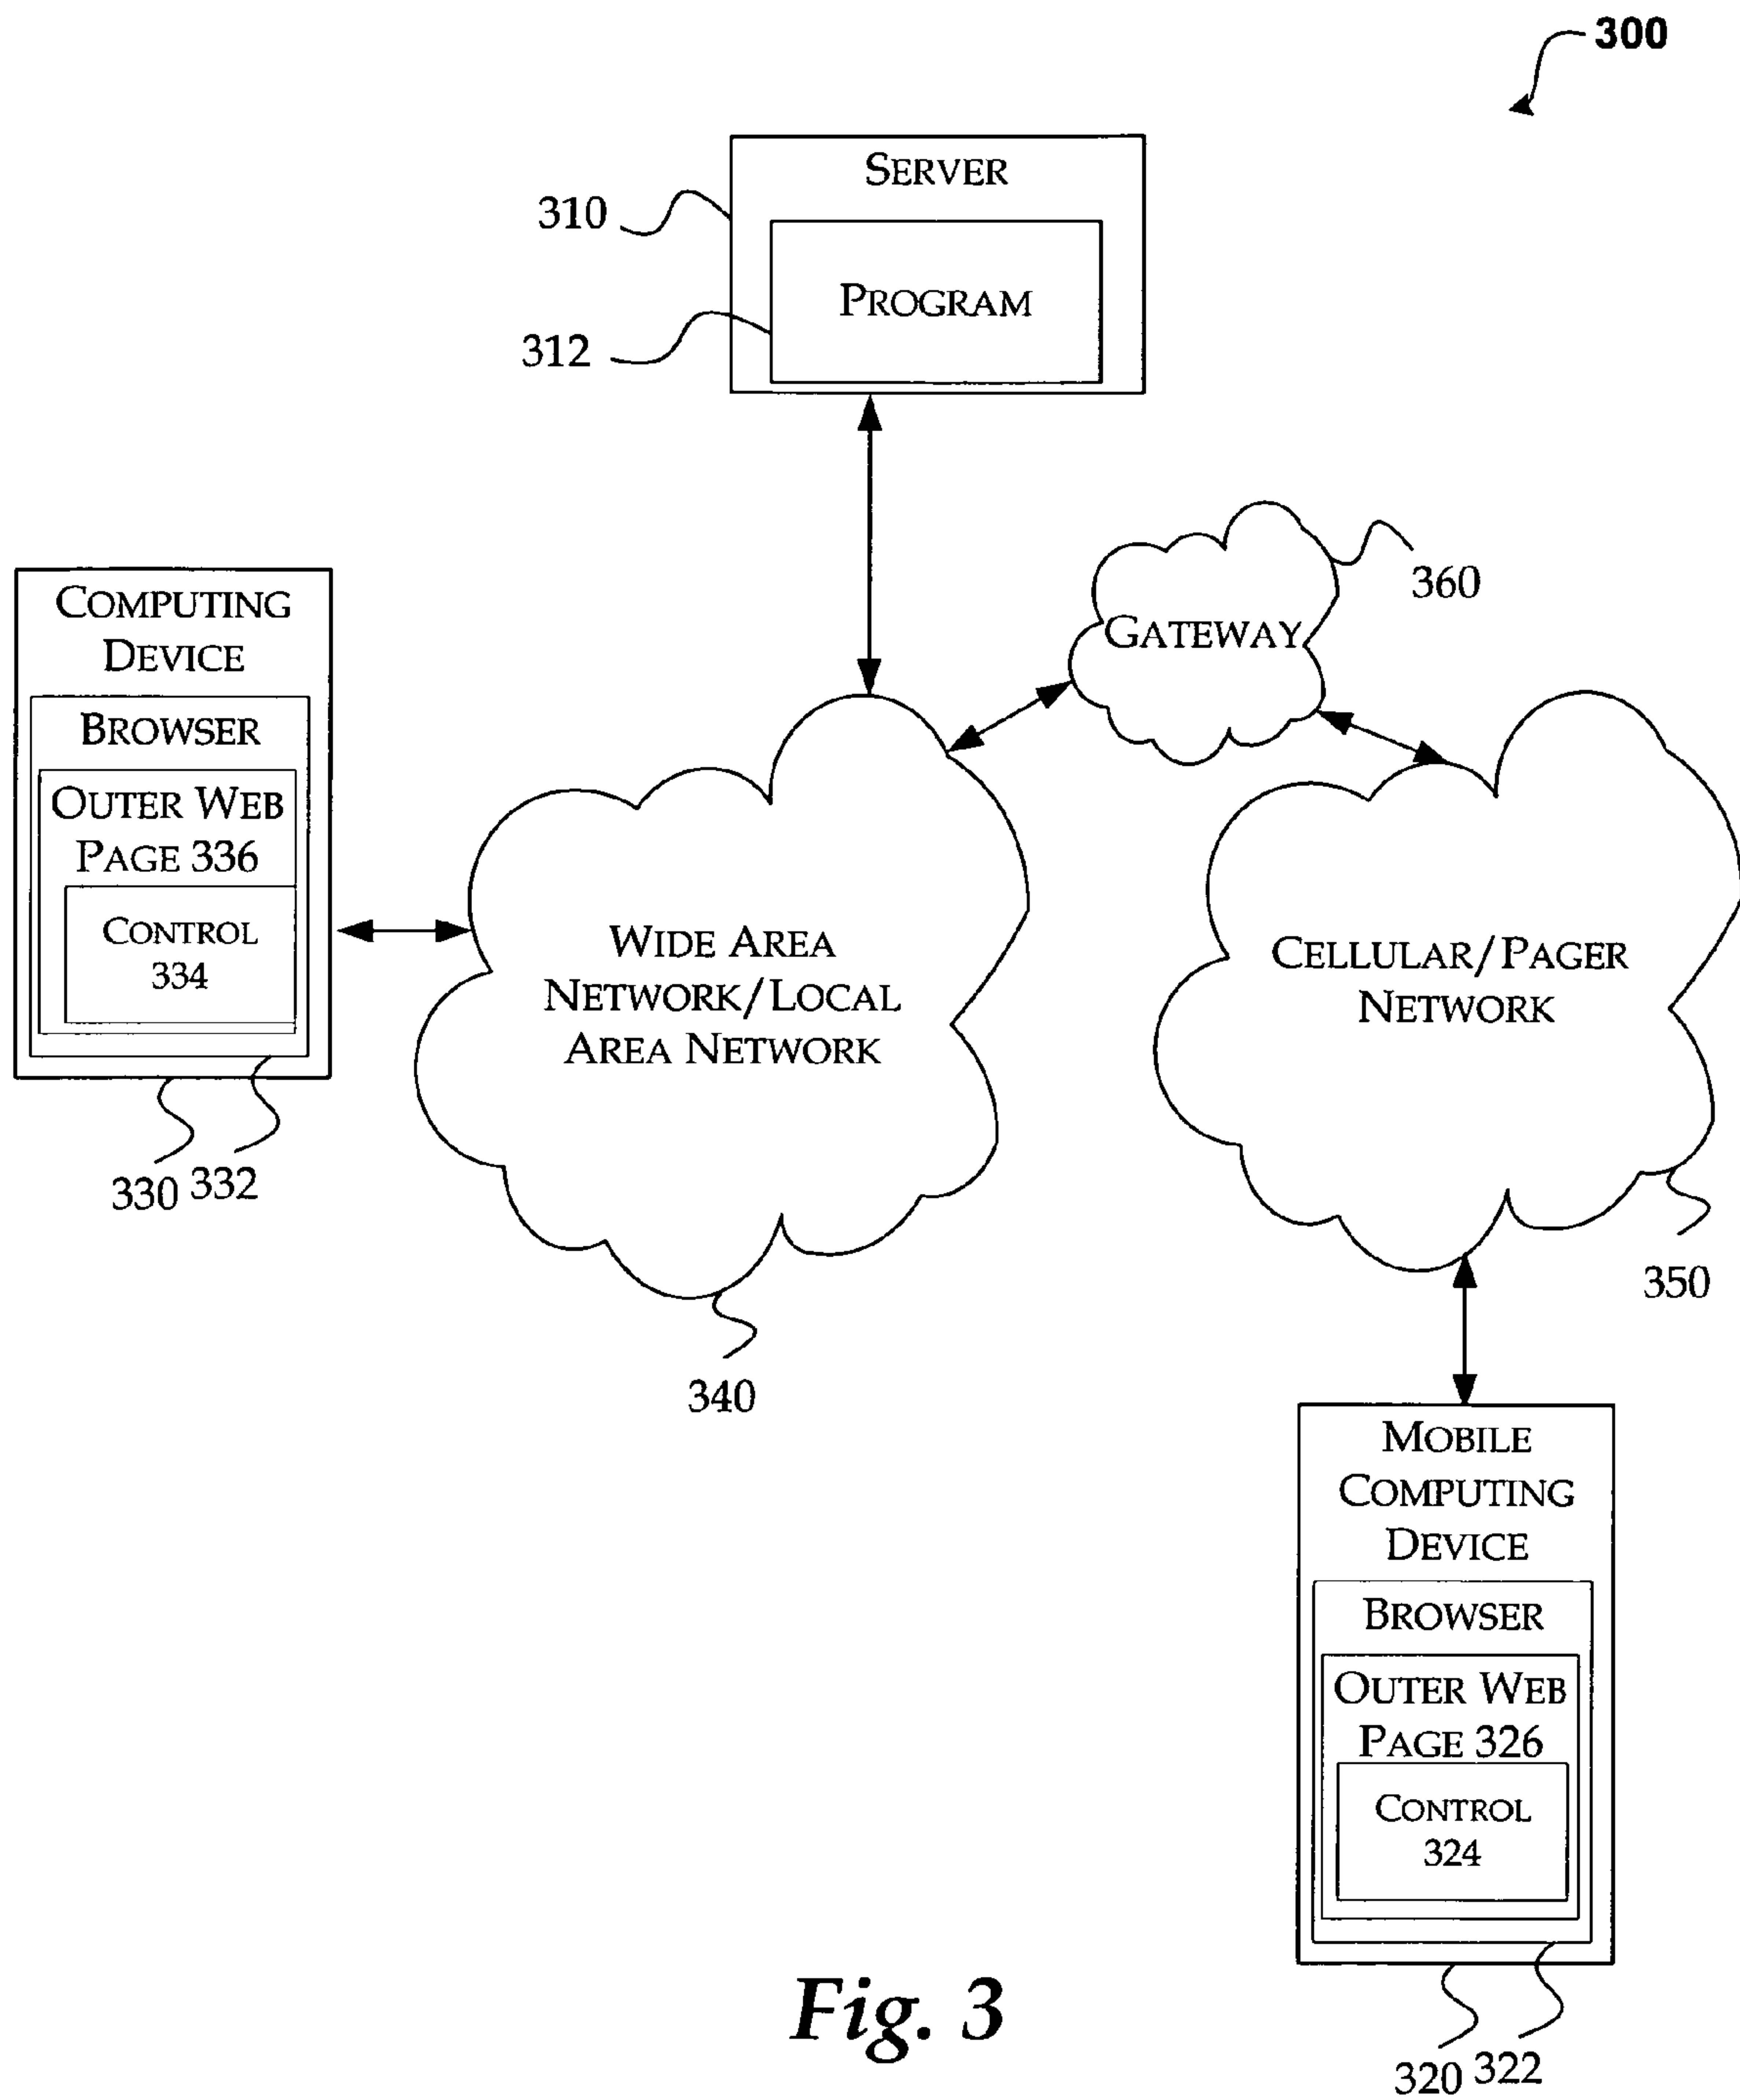 300
SERVER
310
PROGRAM
312
360
GATEWAY
COMPUTING
DEVICE
BROWSER
OUTER WEB
PAGE 336
CONTROL
334
330 332
WIDE AREA
NETWORK/LOCAL
AREA NETWORK
340
CELLULAR/PAGER
NETWORK
350
MOBILE
COMPUTING
DEVICE
BROWSER
OUTER WEB
PAGE 326
CONTROL
324
320 322
Fig. 3